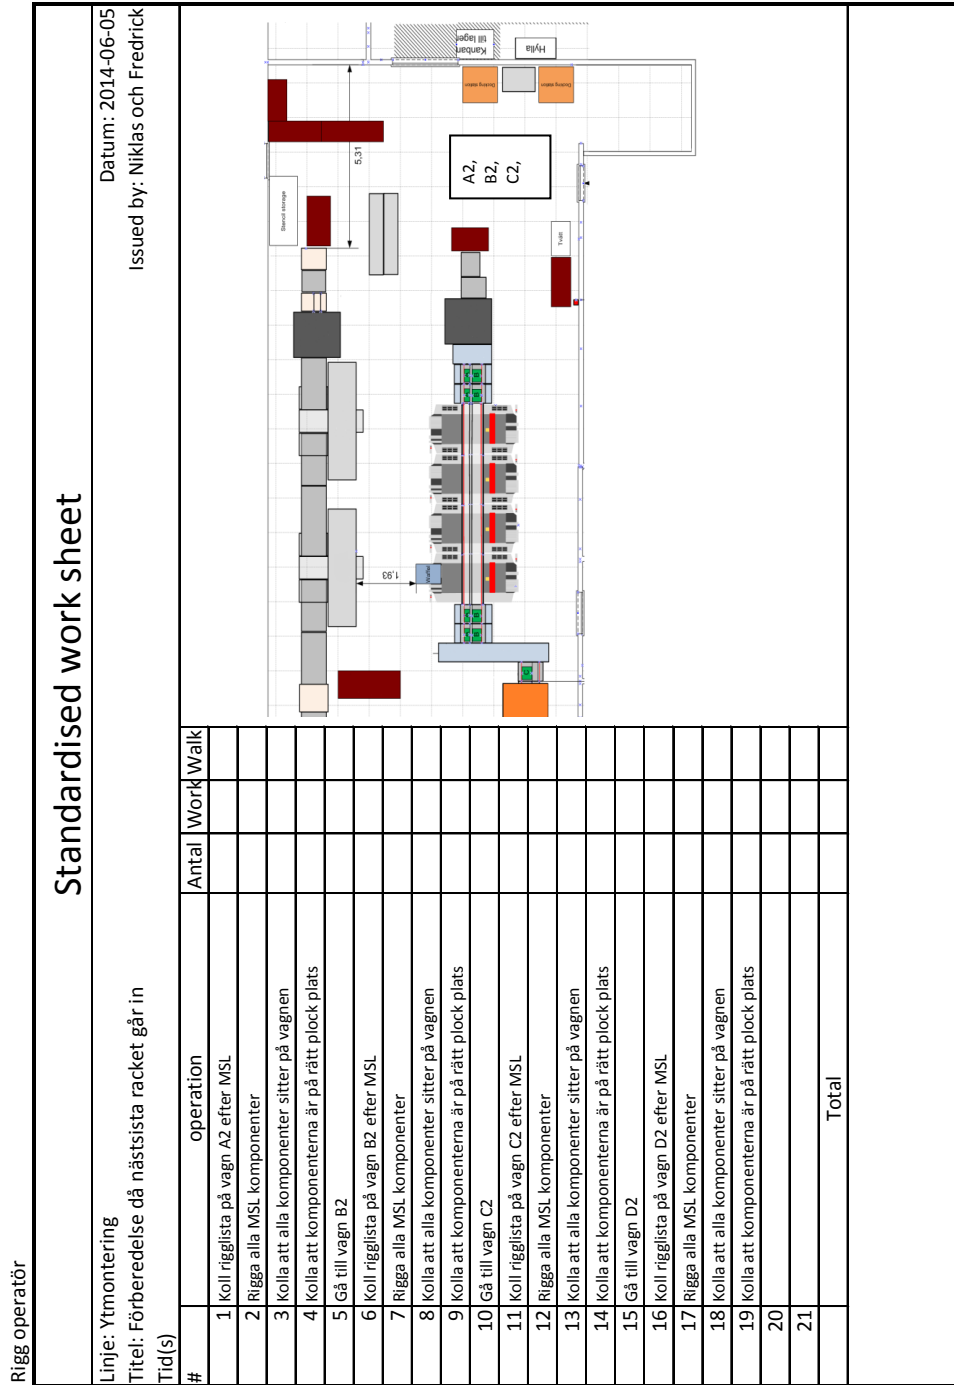 Rigg operatör
Standardised work sheet
Linje: Ytmontering
Datum: 2014-06-05
Titel: Förberedelse då nästsista racket går in
Issued by: Niklas och Fredrick
Tid(s)
# operation Antal Work Walk
1 Koll rigglista på vagn A2 efter MSL
2 Rigga alla MSL komponenter
3 Kolla att alla komponenter sitter på vagnen
4 Kolla att komponenterna är på rätt plock plats
5 Gå till vagn B2
6 Koll rigglista på vagn B2 efter MSL
7 Rigga alla MSL komponenter
8 Kolla att alla komponenter sitter på vagnen
9 Kolla att komponenterna är på rätt plock plats
10 Gå till vagn C2
11 Koll rigglista på vagn C2 efter MSL
12 Rigga alla MSL komponenter
13 Kolla att alla komponenter sitter på vagnen
14 Kolla att komponenterna är på rätt plock plats
15 Gå till vagn D2
16 Koll rigglista på vagn D2 efter MSL
17 Rigga alla MSL komponenter
18 Kolla att alla komponenter sitter på vagnen
19 Kolla att komponenterna är på rätt plock plats
20
21
Total
Stencil storage
5,31
Kanban
till lager
Hylla
Docking station
Docking station
A2,
B2,
C2,
Tvätt
1,93
Wafer